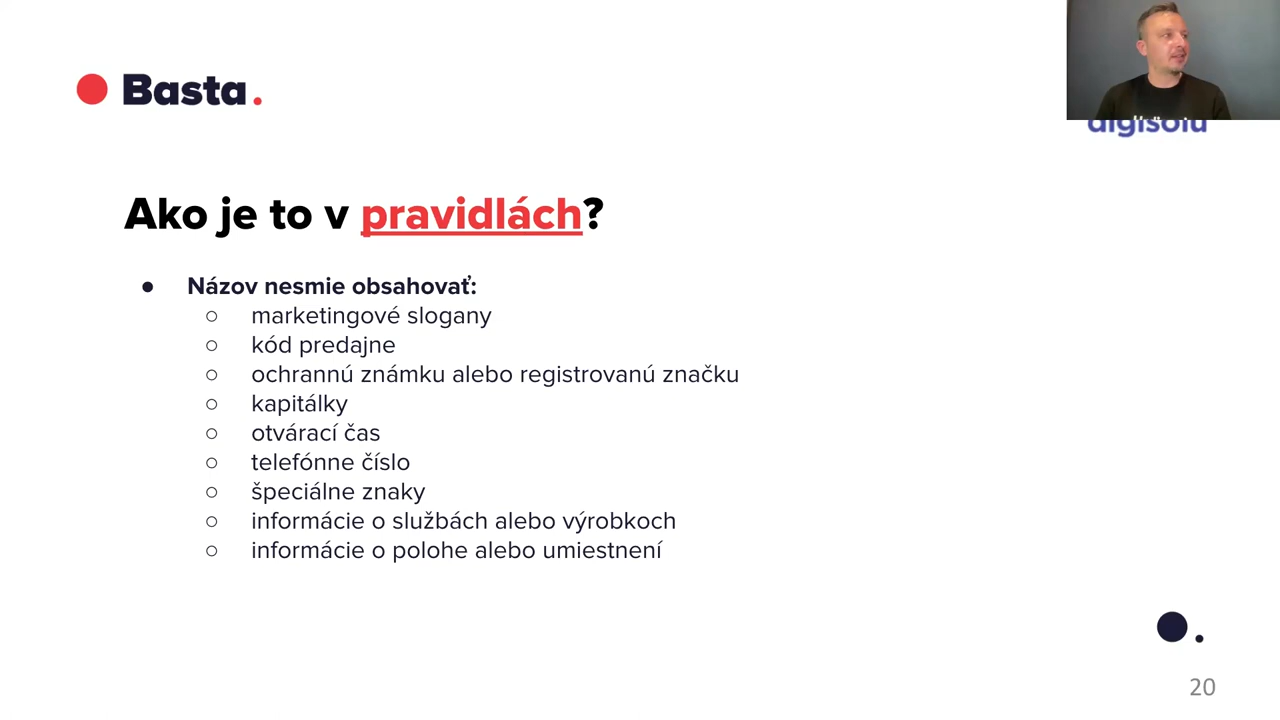 Basta.
Ako je to v pravidlách?
● Názov nesmie obsahovať:
○ marketingové slogany
○ kód predajne
○ ochrannú známku alebo registrovanú značku
○ kapitálky
○ otvárací čas
○ telefónne číslo
○ špeciálne znaky
○ informácie o službách alebo výrobkoch
○ informácie o polohe alebo umiestnení
20